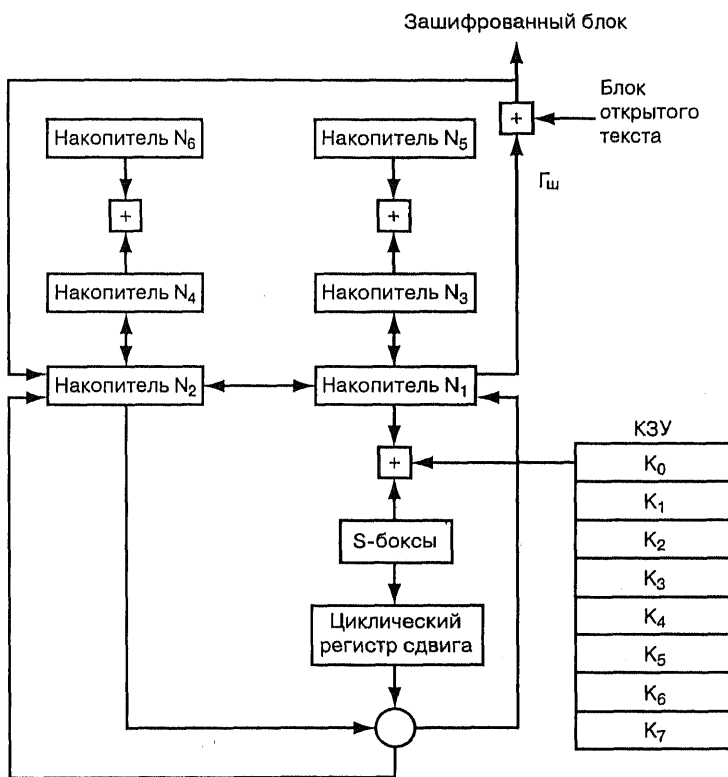 Зашифрованный блок
Блок
открытого
текста
+
Накопитель N₆
Накопитель N₅
Гш
+
+
Накопитель N₄
Накопитель N₃
Накопитель N₂
Накопитель N₁
КЗУ
+
K₀
K₁
S-боксы
K₂
K₃
Циклический
регистр сдвига
K₄
K₅
K₆
K₇